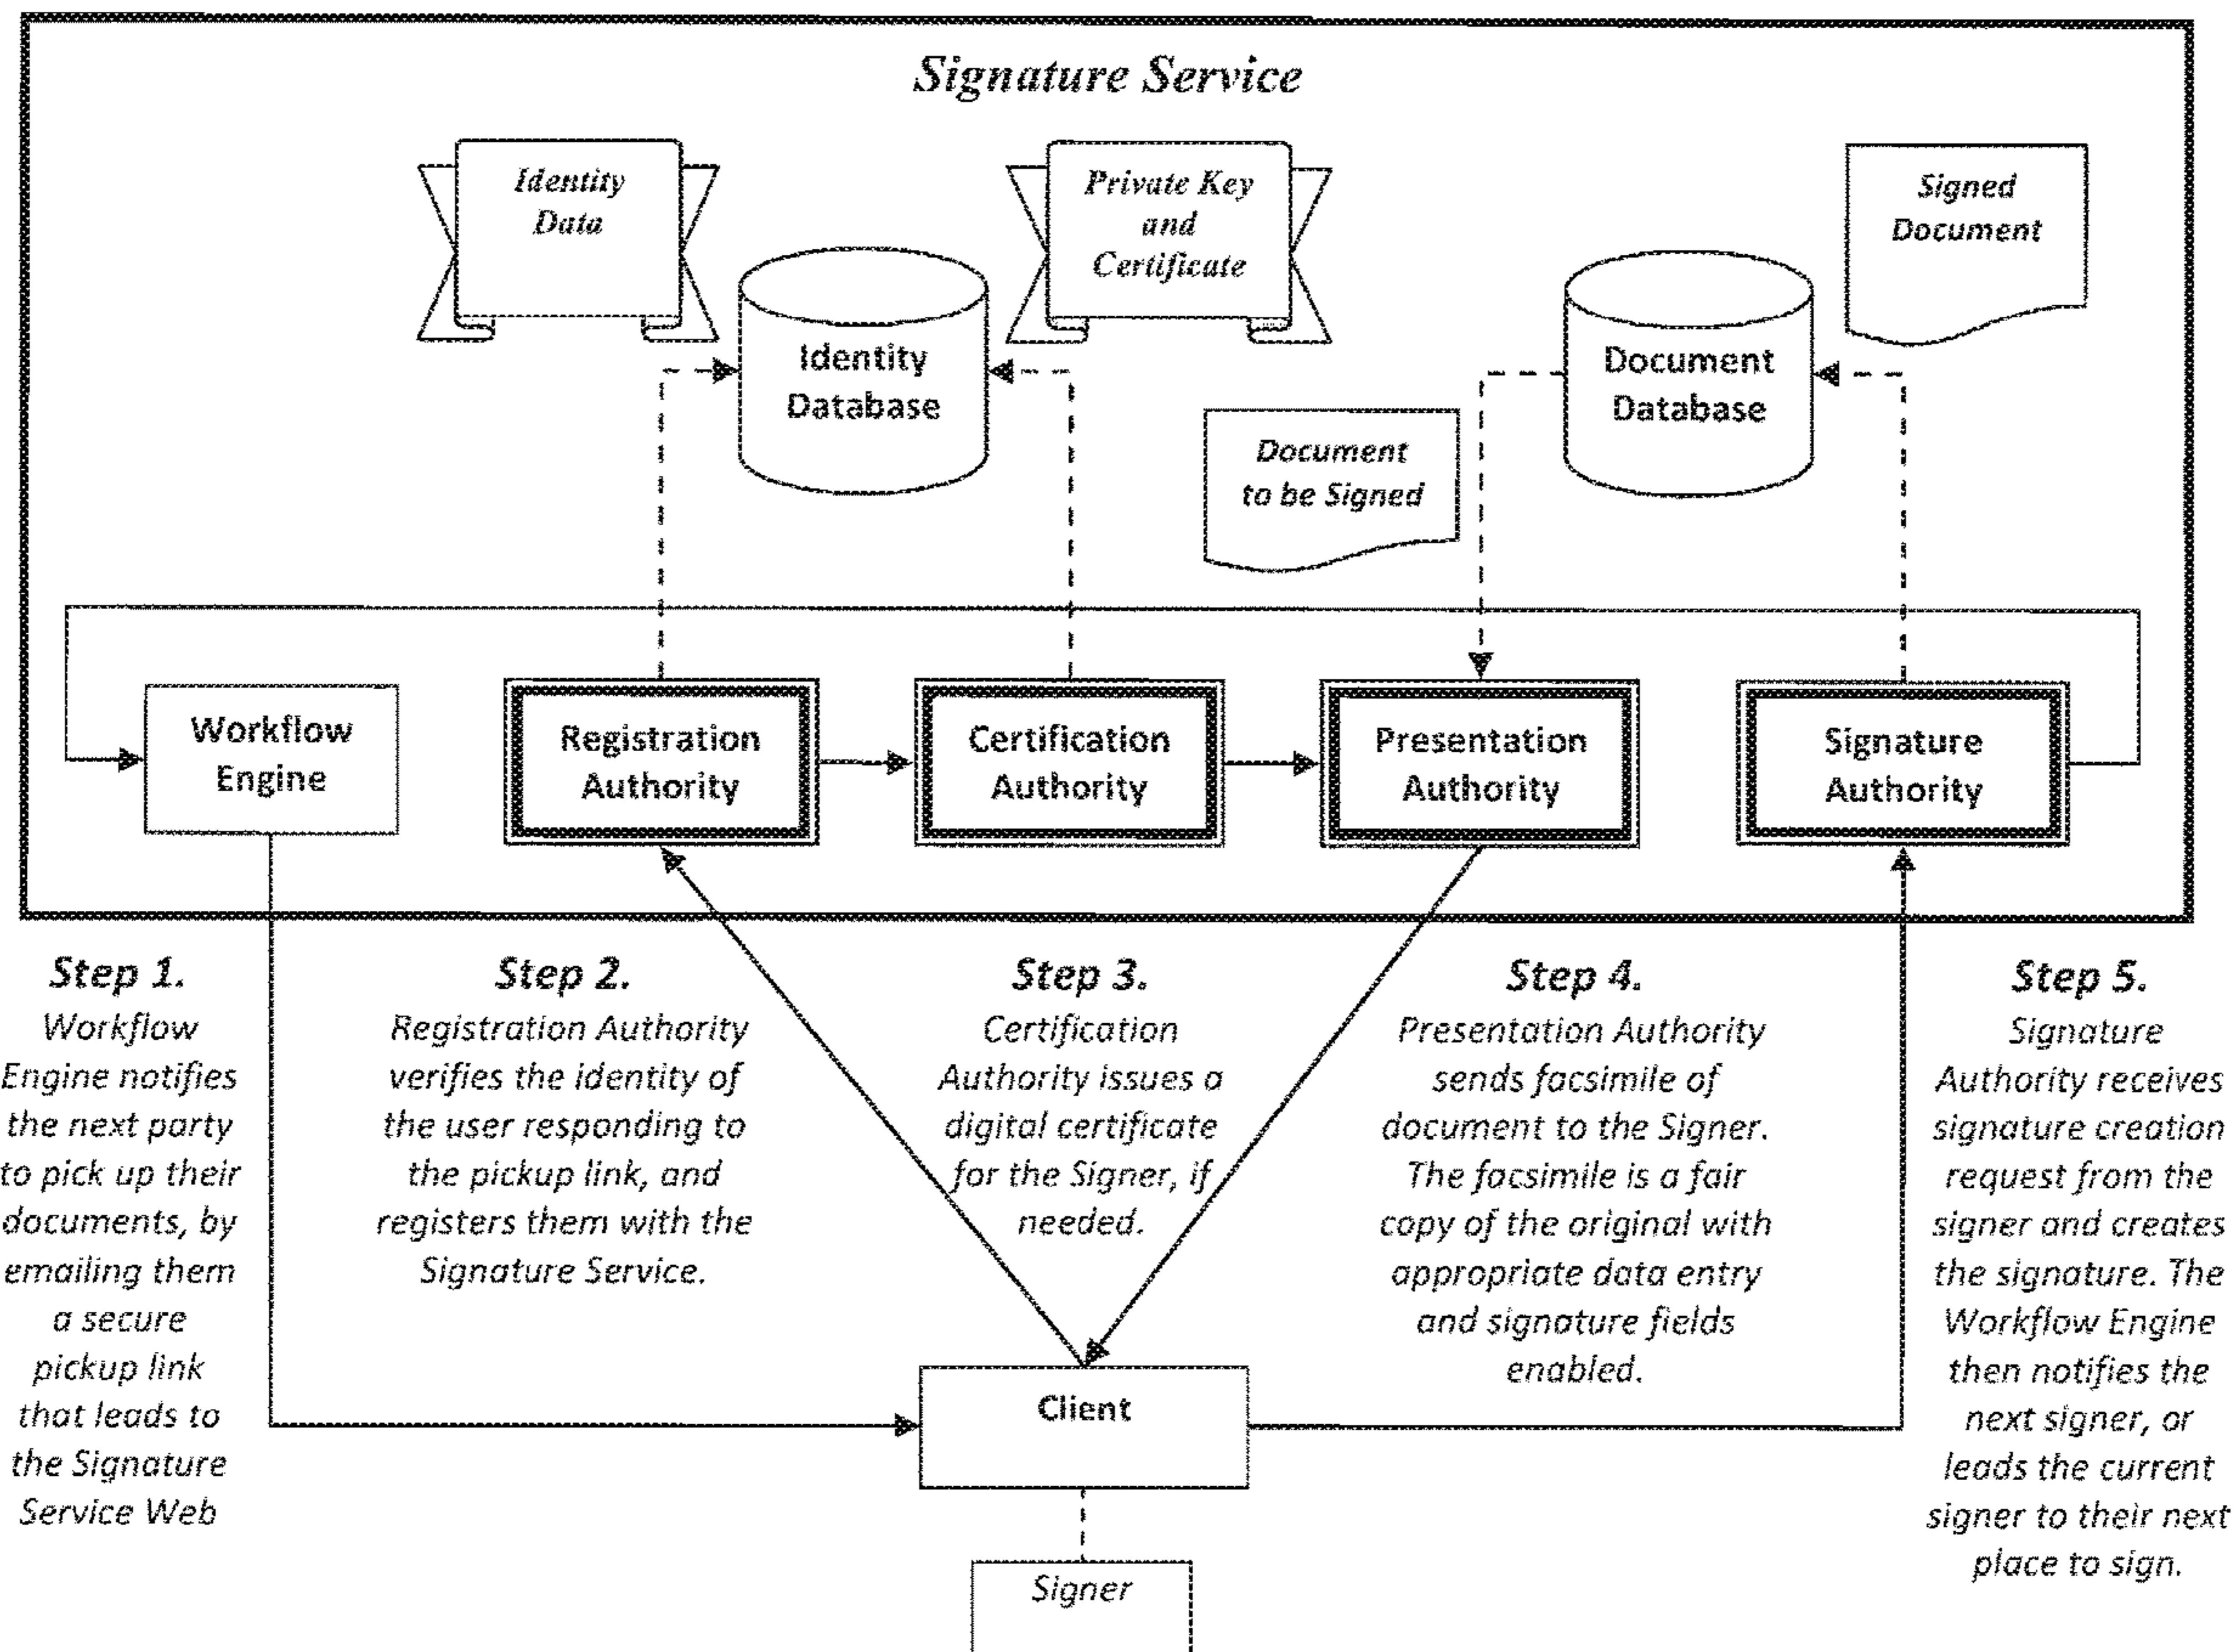 Signature Service
Identity
Data
Private Key
and
Certificate
Signed
Document
Identity
Database
Document
Database
Document
to be Signed
Workflow
Engine
Registration
Authority
Certification
Authority
Presentation
Authority
Signature
Authority
Step 1.
Workflow
Engine notifies
the next party
to pick up their
documents, by
emailing them
a secure
pickup link
that leads to
the Signature
Service Web
Step 2.
Registration Authority
verifies the identity of
the user responding to
the pickup link, and
registers them with the
Signature Service.
Step 3.
Certification
Authority issues a
digital certificate
for the Signer, if
needed.
Step 4.
Presentation Authority
sends facsimile of
document to the Signer.
The facsimile is a fair
copy of the original with
appropriate data entry
and signature fields
enabled.
Step 5.
Signature
Authority receives
signature creation
request from the
signer and creates
the signature. The
Workflow Engine
then notifies the
next signer, or
leads the current
signer to their next
place to sign.
Client
Signer